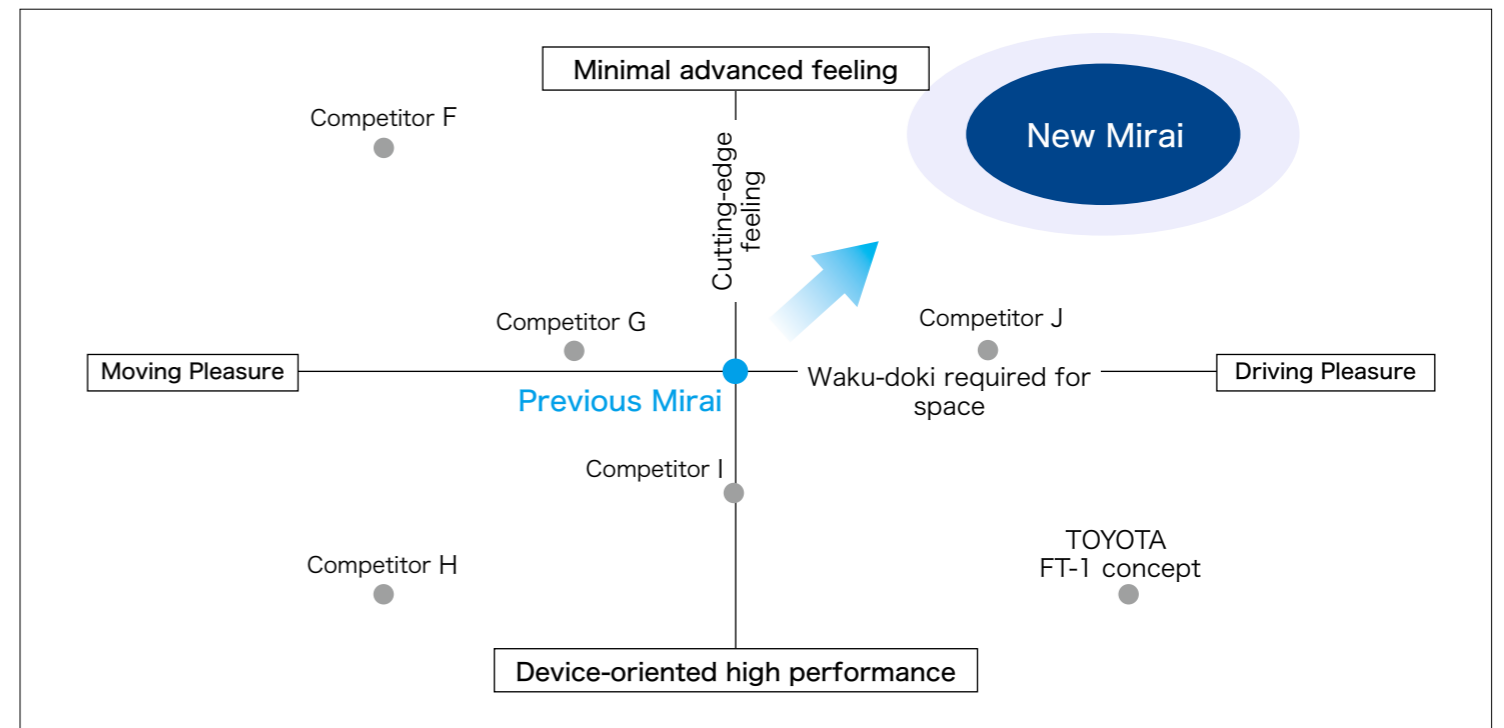 Minimal advanced feeling
Competitor F
New Mirai
Cutting-edge
feeling
Competitor G
Competitor J
Moving Pleasure
Waku-doki required for
space
Driving Pleasure
Previous Mirai
Competitor I
Competitor H
TOYOTA
FT-1 concept
Device-oriented high performance